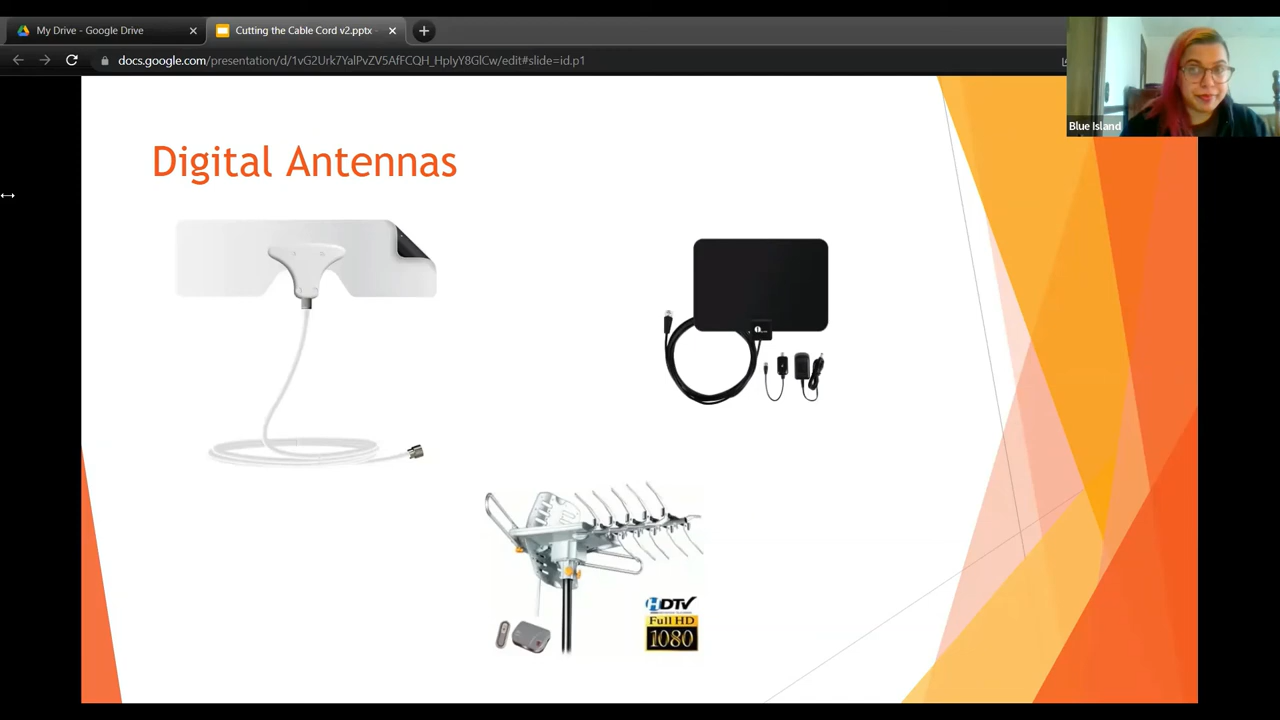 My Drive - Google Drive
Cutting the Cable Cord v2.pptx
docs.google.com/presentation/d/1vG2Urk7YalPvZV5AfFCQH_HpIyY8GlCw/edit#slide=id.p1
Blue Island
Digital Antennas
HDTV
Full HD
1080